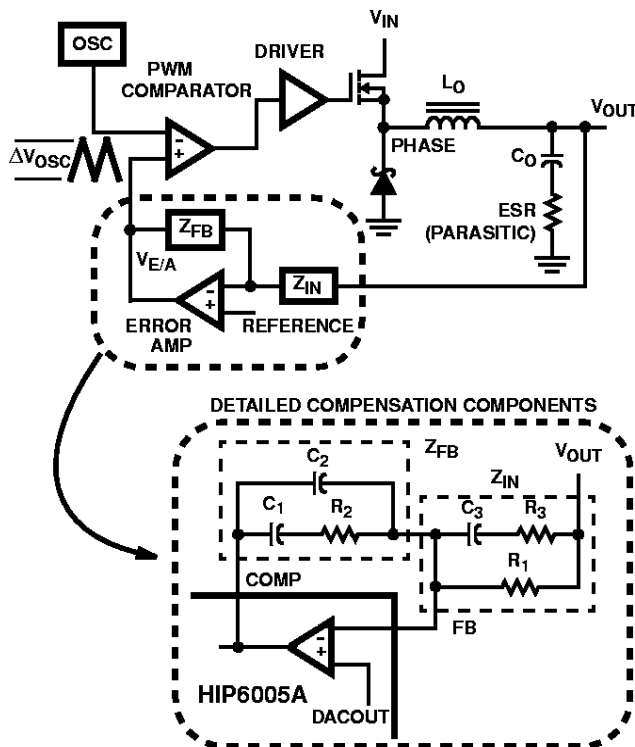 OSC
PWM
COMPARATOR
DRIVER
V_IN
L_O
V_OUT
ΔV_OSC
-
+
PHASE
C_O
ESR
(PARASITIC)
Z_FB
V_E/A
-
+
Z_IN
ERROR
AMP
REFERENCE
DETAILED COMPENSATION COMPONENTS
C_2
Z_FB
V_OUT
Z_IN
C_1
R_2
C_3
R_3
R_1
COMP
FB
-
+
HIP6005A
DACOUT